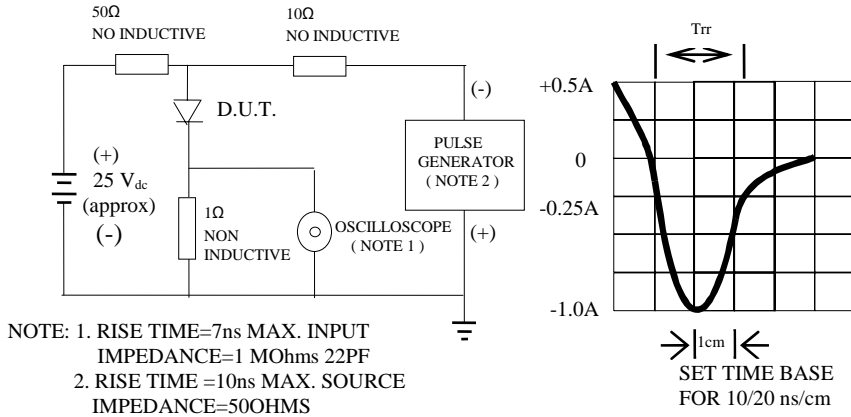 50Ω
NO INDUCTIVE
10Ω
NO INDUCTIVE
D.U.T.
(+)
25 Vdc
(approx)
(-)
1Ω
NON
INDUCTIVE
OSCILLOSCOPE
( NOTE 1 )
(-)
PULSE
GENERATOR
( NOTE 2 )
(+)
NOTE: 1. RISE TIME=7ns MAX. INPUT
IMPEDANCE=1 MOhms 22PF
2. RISE TIME =10ns MAX. SOURCE
IMPEDANCE=50OHMS
Trr
+0.5A
0
-0.25A
-1.0A
1cm
SET TIME BASE
FOR 10/20 ns/cm